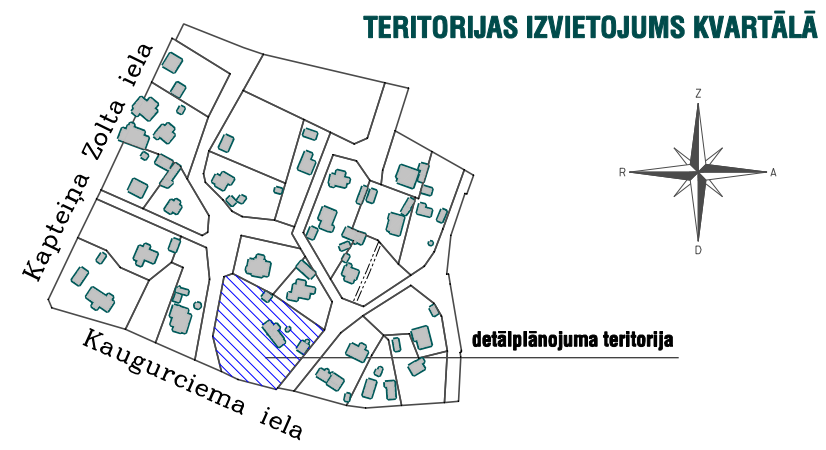 TERITORIJAS IZVIETOJUMS KVARTĀLĀ
Kapteiņa Zolta iela
Z
R
A
D
detālplānojuma teritorija
Kaugurciema iela